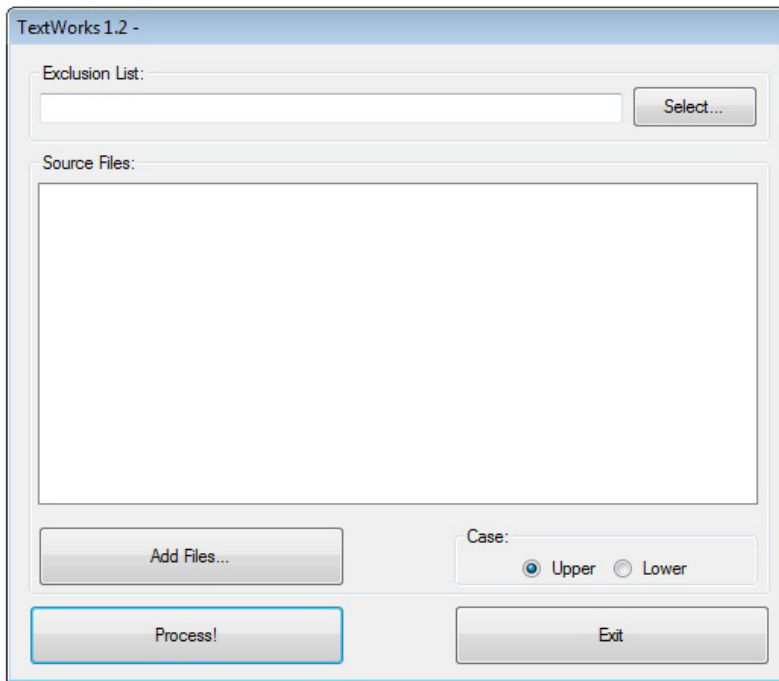 TextWorks 1.2 -
Exclusion List:
Select...
Source Files:
Add Files...
Case:
Upper Lower
Process!
Exit